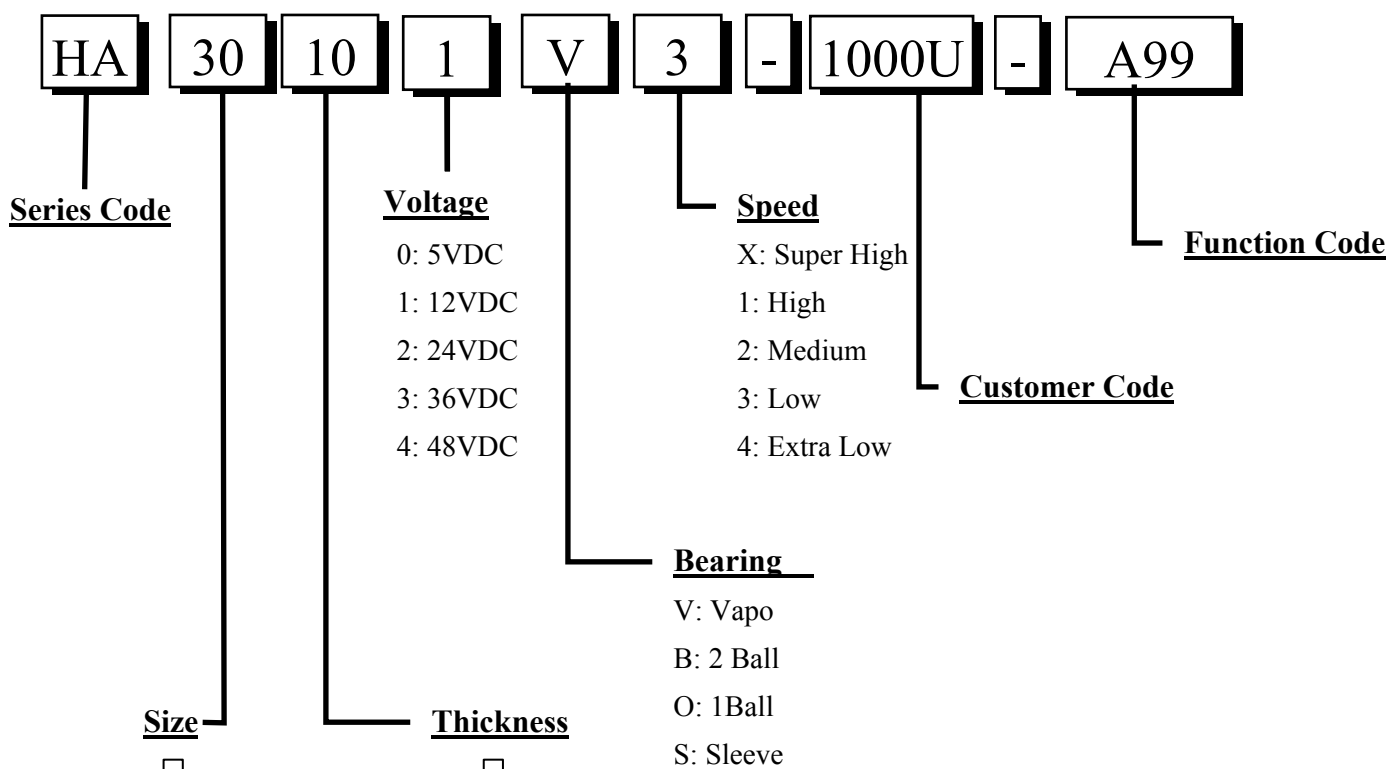 HA 30 10 1 V 3 - 1000U - A99
Series Code
Voltage
0: 5VDC
1: 12VDC
2: 24VDC
3: 36VDC
4: 48VDC
Speed
X: Super High
1: High
2: Medium
3: Low
4: Extra Low
Function Code
Customer Code
Bearing
V: Vapo
B: 2 Ball
O: 1Ball
S: Sleeve
Size
Thickness